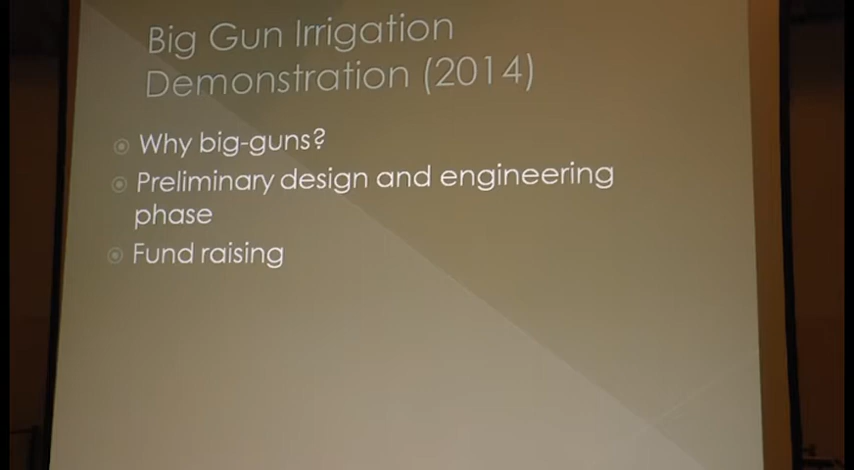 Big Gun Irrigation
Demonstration (2014)
Why big-guns?
Preliminary design and engineering
phase
Fund raising